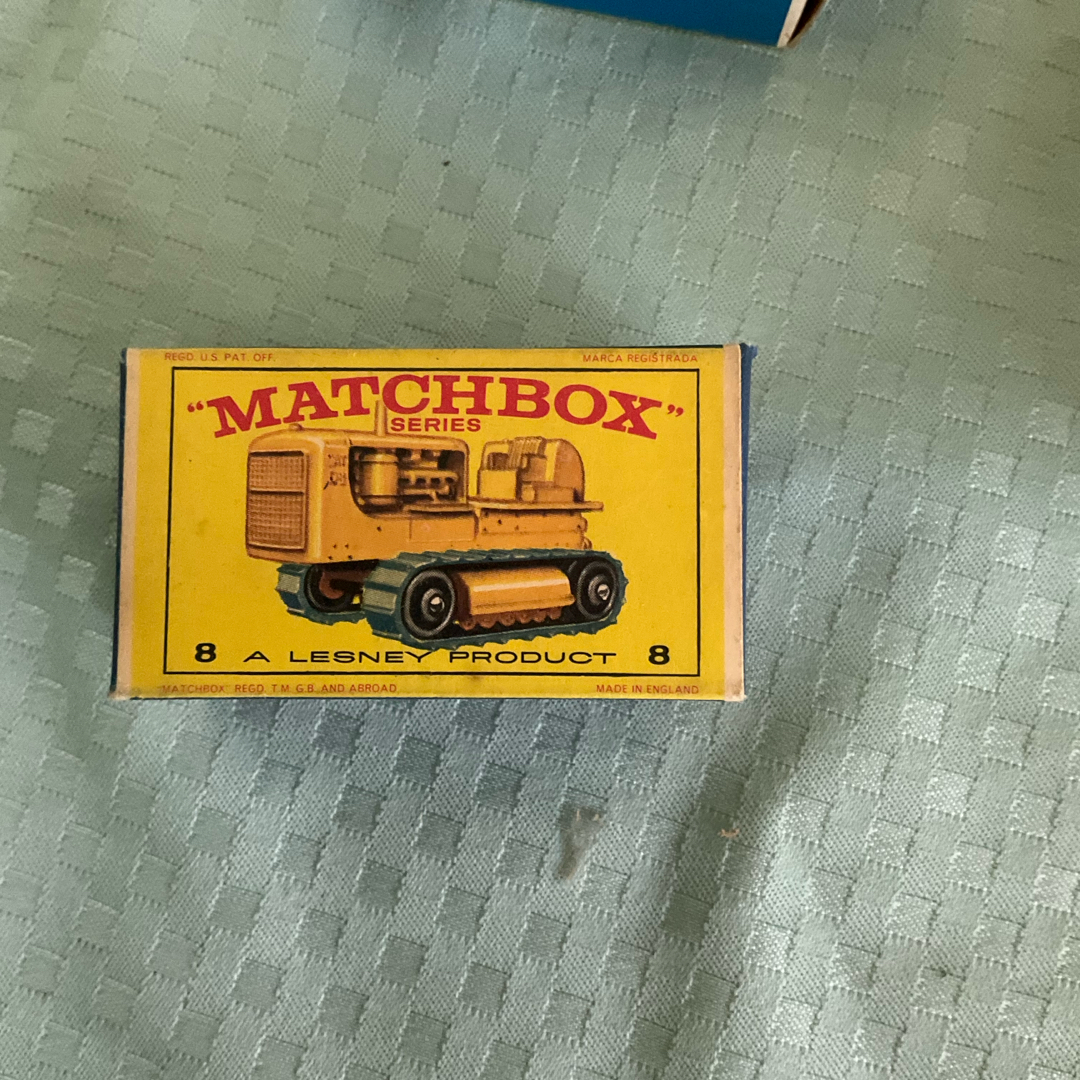 REGD. U.S. PAT. OFF. MARCA REGISTRADA
"MATCHBOX"
SERIES
8 A LESNEY PRODUCT 8
"MATCHBOX" REGD. T.M. G.B. AND ABROAD MADE IN ENGLAND